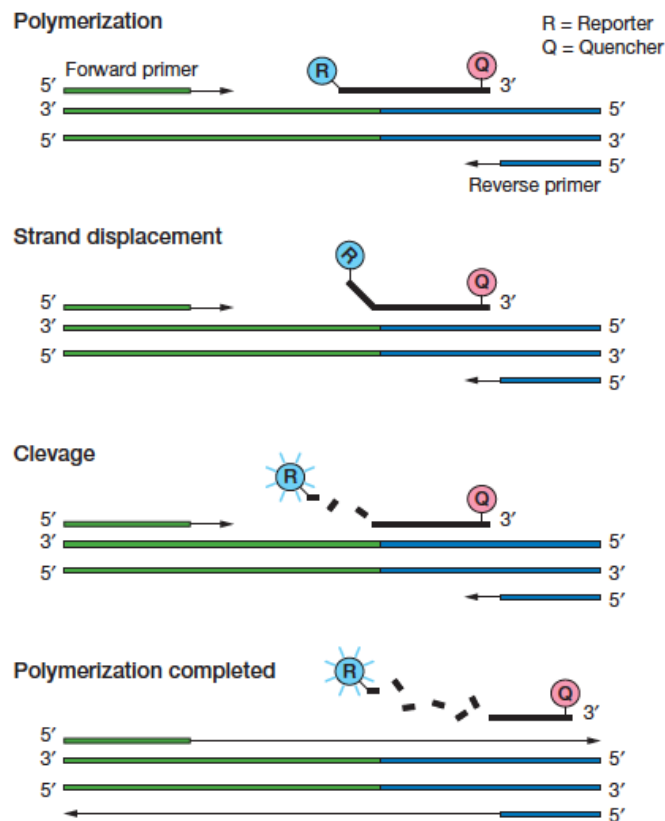 Polymerization
R = Reporter
Q = Quencher
Forward primer
R
Q
5′
3′
3′
5′
5′
3′
5′
Reverse primer
Strand displacement
R
Q
5′
3′
3′
5′
5′
3′
5′
Clevage
R
Q
5′
3′
3′
5′
5′
3′
5′
Polymerization completed
R
Q
3′
5′
3′
5′
5′
3′
5′